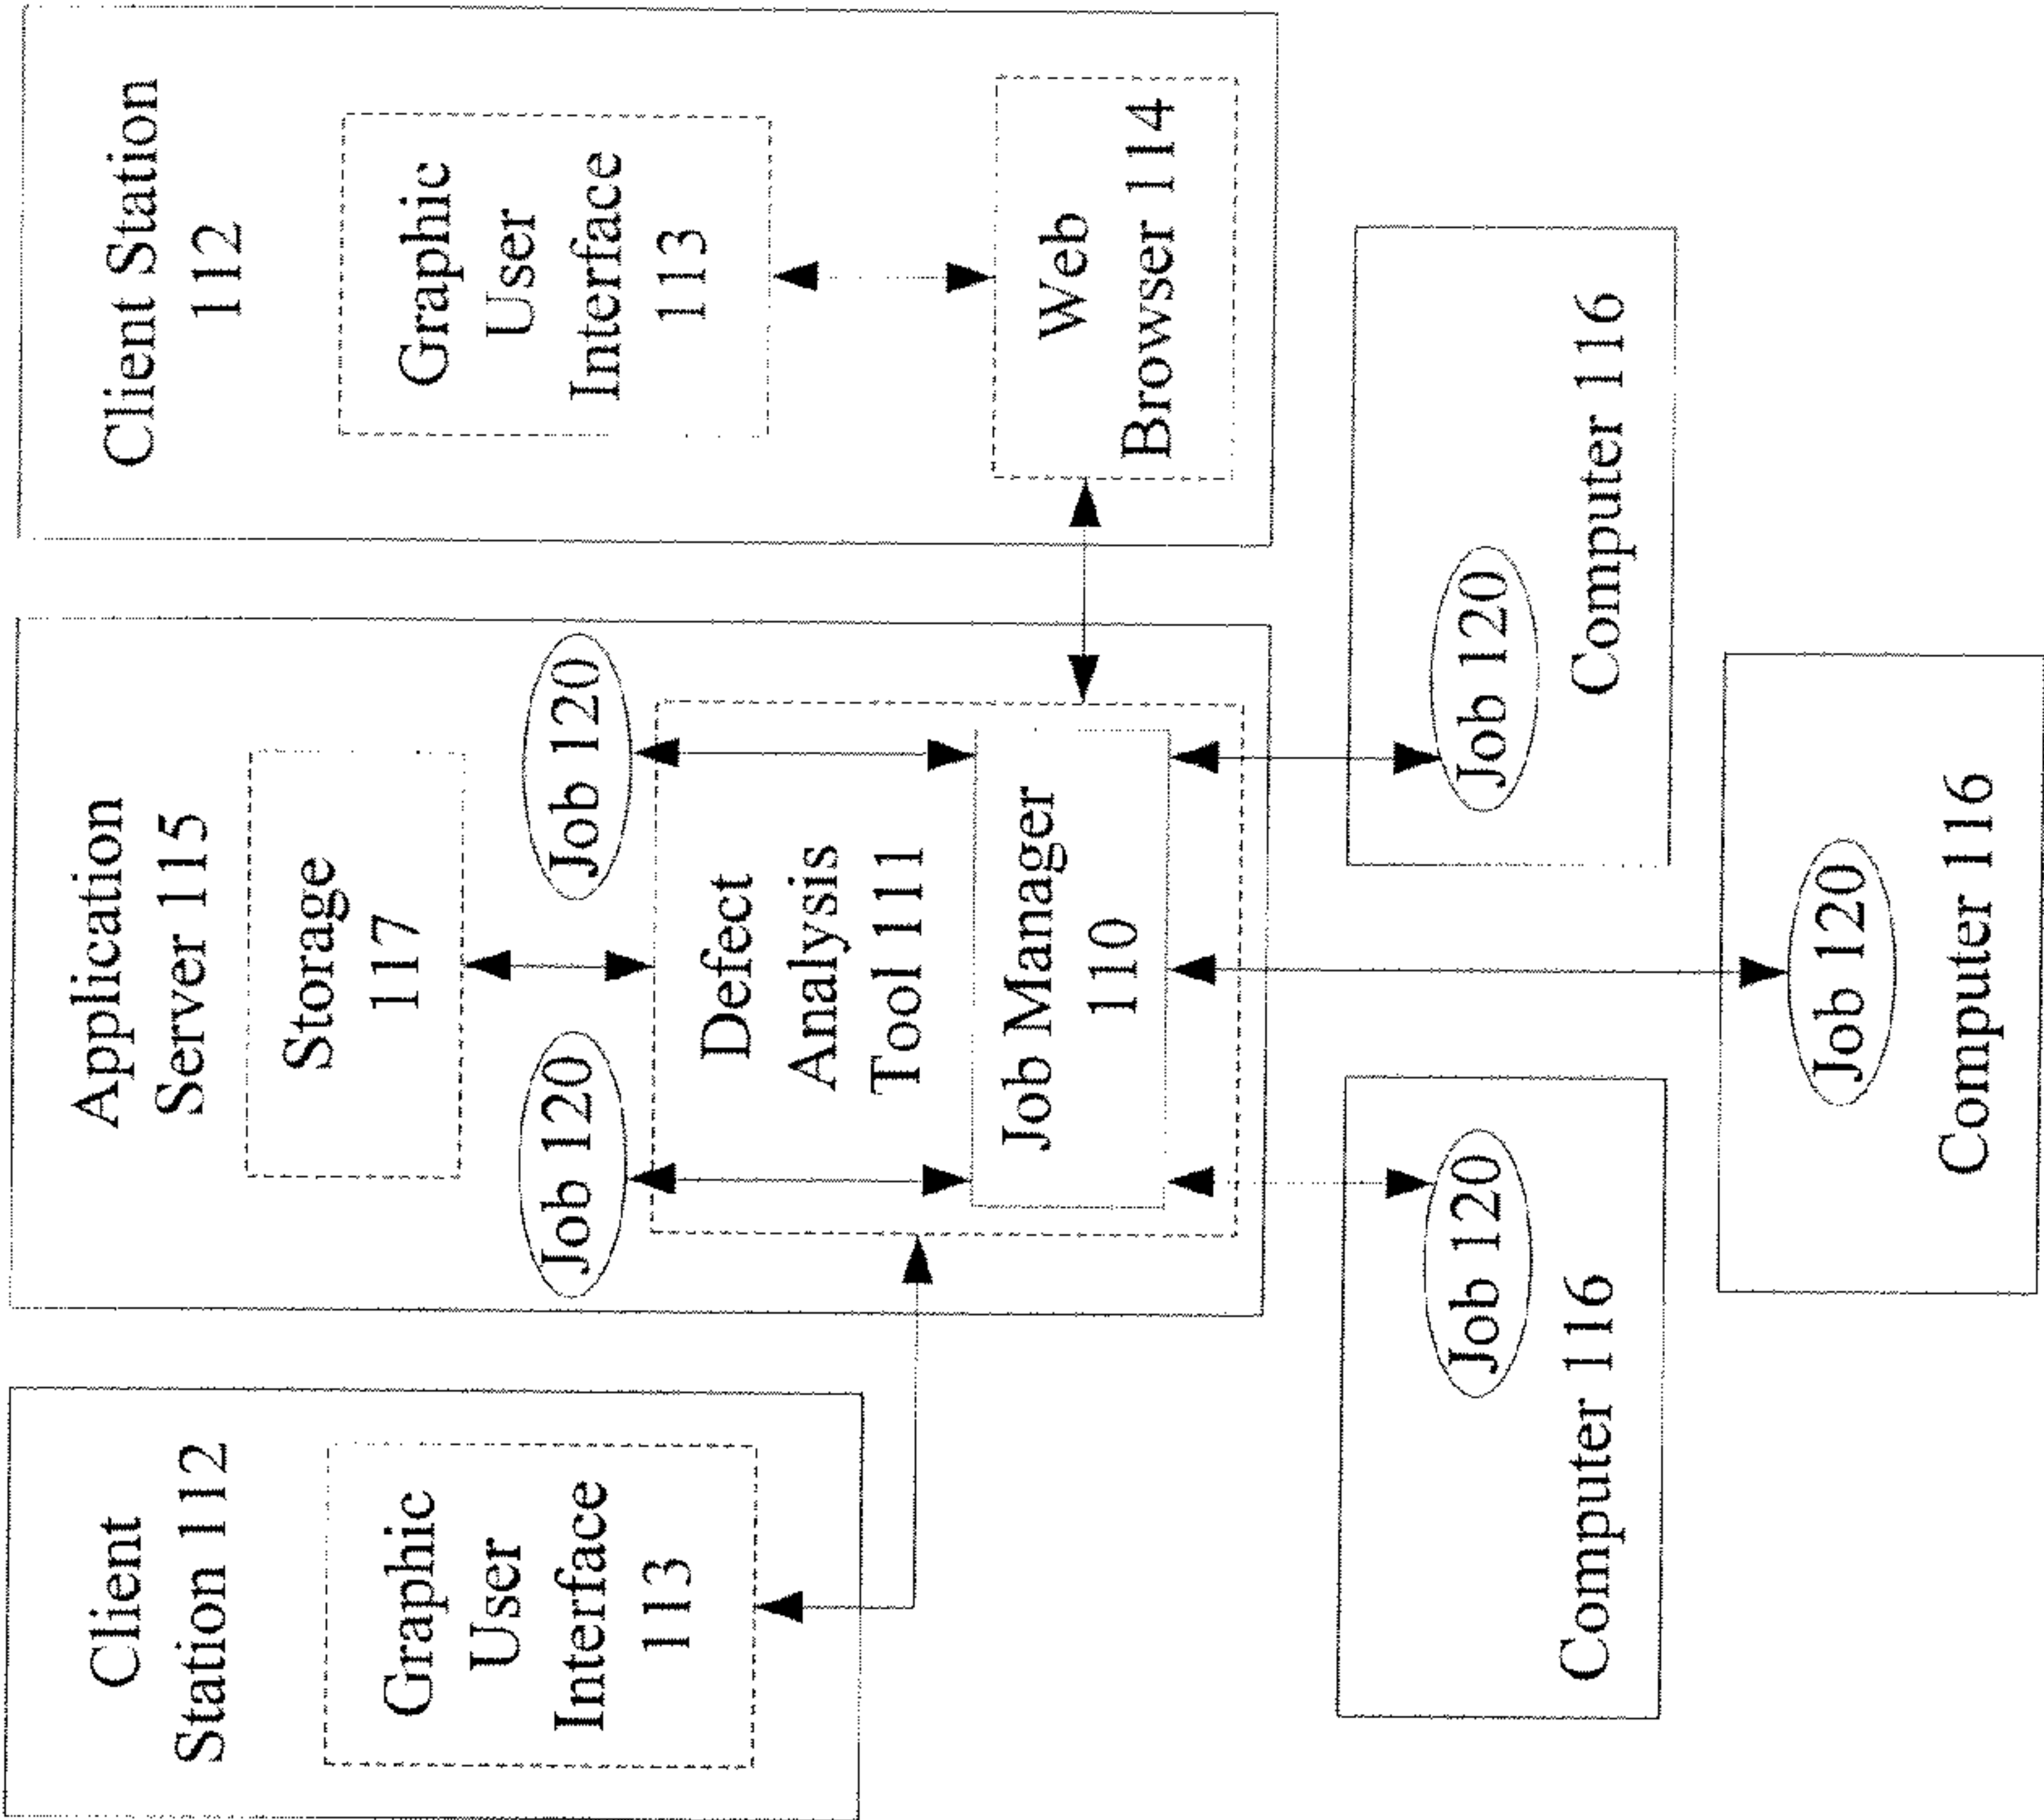 Client
Station 112
Graphic
User
Interface
113
Application
Server 115
Storage
117
Job 120
Job 120
Defect
Analysis
Tool 111
Job Manager
110
Client Station
112
Graphic
User
Interface
113
Web
Browser 114
Job 120
Computer 116
Job 120
Computer 116
Job 120
Computer 116